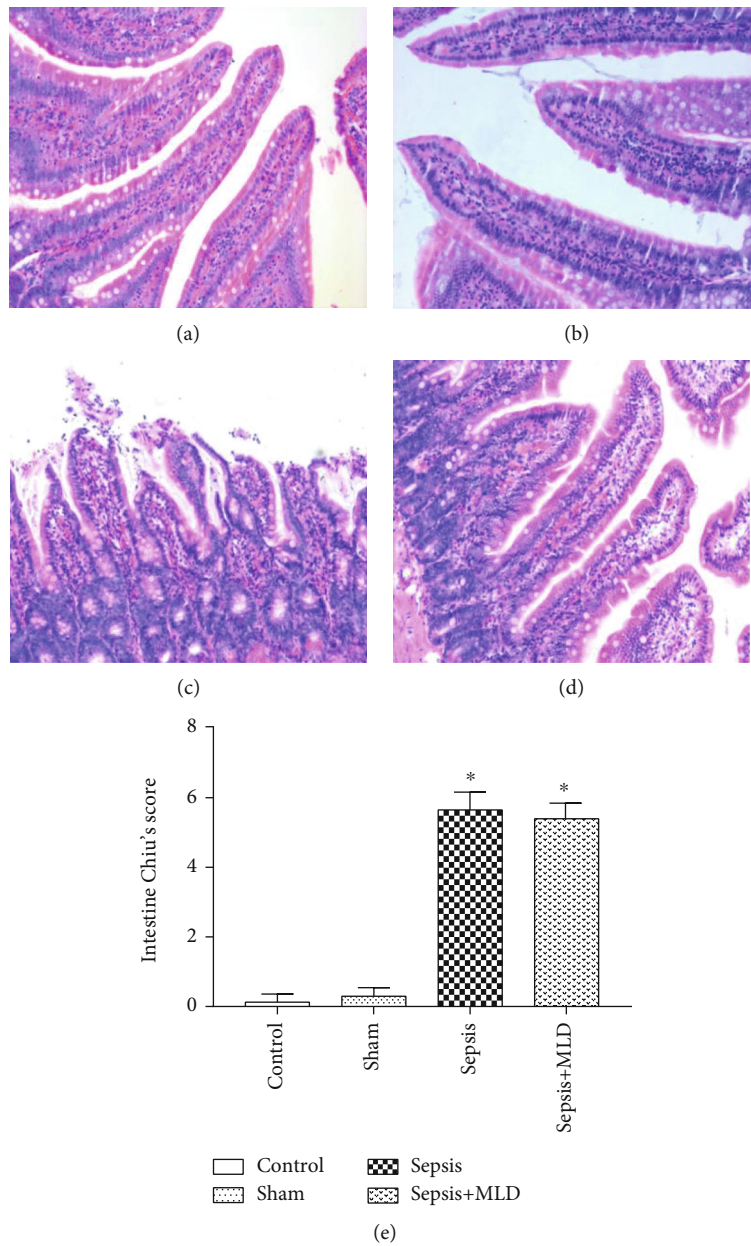 (a)
(b)
(c)
(d)
8
6
4
2
0
Intestine Chiu's score
*
*
Control
Sham
Sepsis
Sepsis+MLD
Control
Sepsis
Sham
Sepsis+MLD
(e)